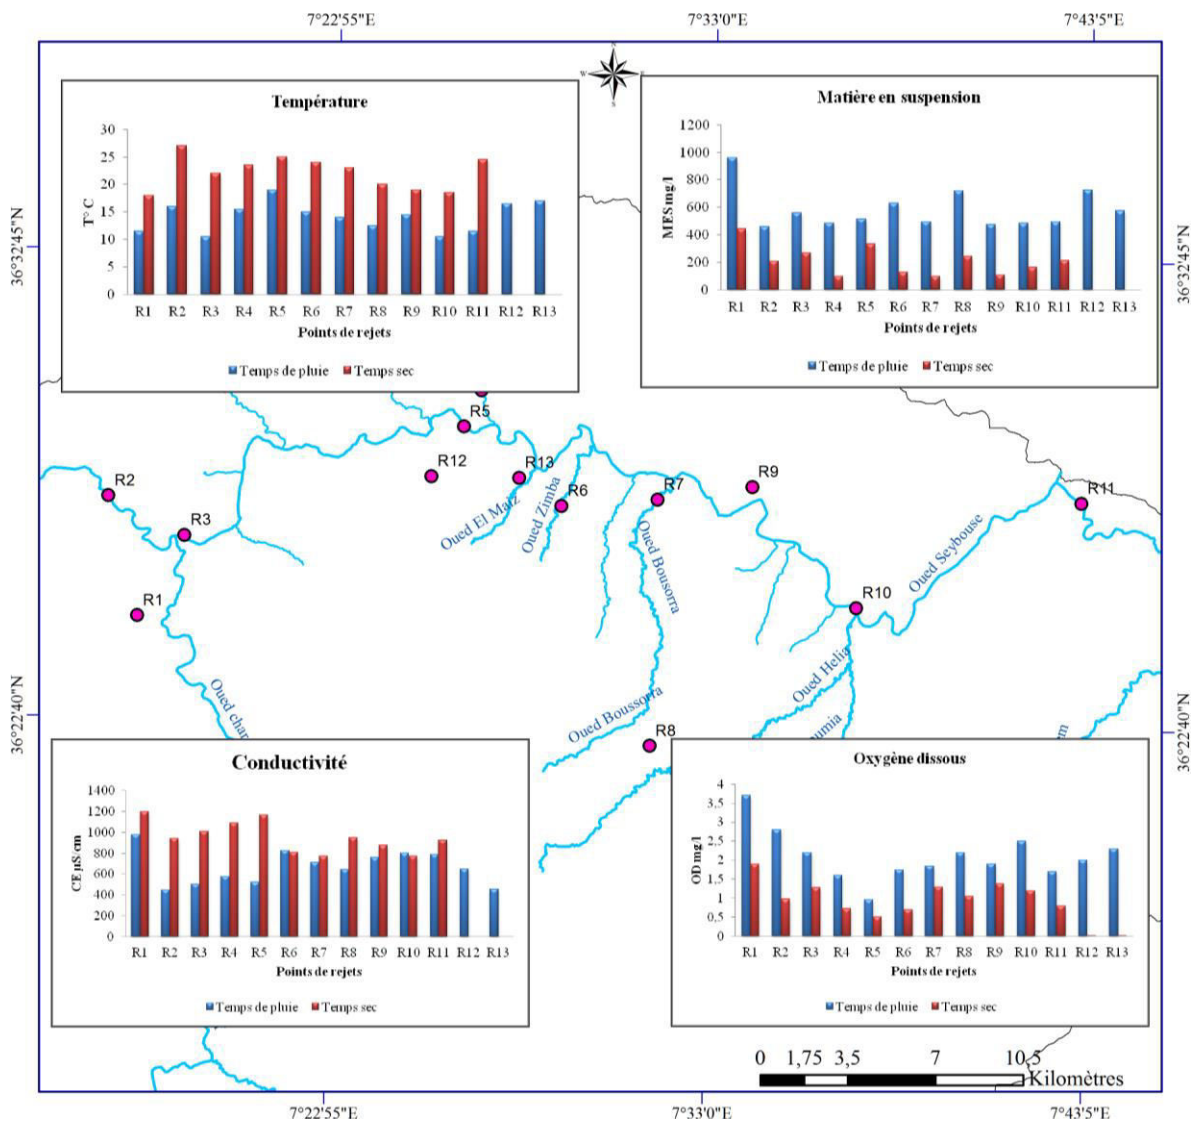 7°22'55"E 7°33'0"E 7°43'5"E
N
W
S
36°32'45"N
36°32'45"N
36°22'40"N
36°22'40"N
Température
30
25
20
15
10
5
0
T° C
R1 R2 R3 R4 R5 R6 R7 R8 R9 R10 R11 R12 R13
Points de rejets
Temps de pluie Temps sec
Matière en suspension
1200
1000
800
600
400
200
0
MES mg/l
R1 R2 R3 R4 R5 R6 R7 R8 R9 R10 R11 R12 R13
Points de rejets
Temps de pluie Temps sec
R5
R12
R13
R2
R6
R7
R9
R11
R3
R1
R10
R8
Oued El Maiz
Oued Zimba
Oued Bousorra
Oued Seybouse
Oued Helia
Oued Boussorra
Oued char
oumia
em
Conductivité
1400
1200
1000
800
600
400
200
0
CE µS/cm
R1 R2 R3 R4 R5 R6 R7 R8 R9 R10 R11 R12 R13
Points de rejets
Temps de pluie Temps sec
Oxygène dissous
4
3,5
3
2,5
2
1,5
1
0,5
0
OD mg/l
R1 R2 R3 R4 R5 R6 R7 R8 R9 R10 R11 R12 R13
Points de rejets
Temps de pluie Temps sec
0 1,75 3,5 7 10,5
Kilomètres
7°22'55"E 7°33'0"E 7°43'5"E